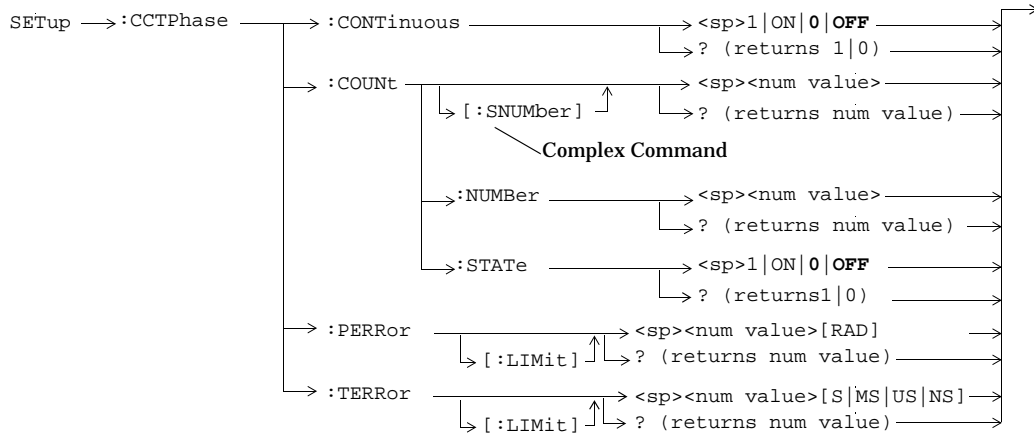 SETup :CCTPhase :CONTinuous <sp>1|ON|0|OFF
? (returns 1|0)
:COUNt <sp><num value>
[:SNUMber] ? (returns num value)
Complex Command
:NUMBer <sp><num value>
? (returns num value)
:STATe <sp>1|ON|0|OFF
? (returns1|0)
:PERRor <sp><num value>[RAD]
[:LIMit] ? (returns num value)
:TERRor <sp><num value>[S|MS|US|NS]
[:LIMit] ? (returns num value)